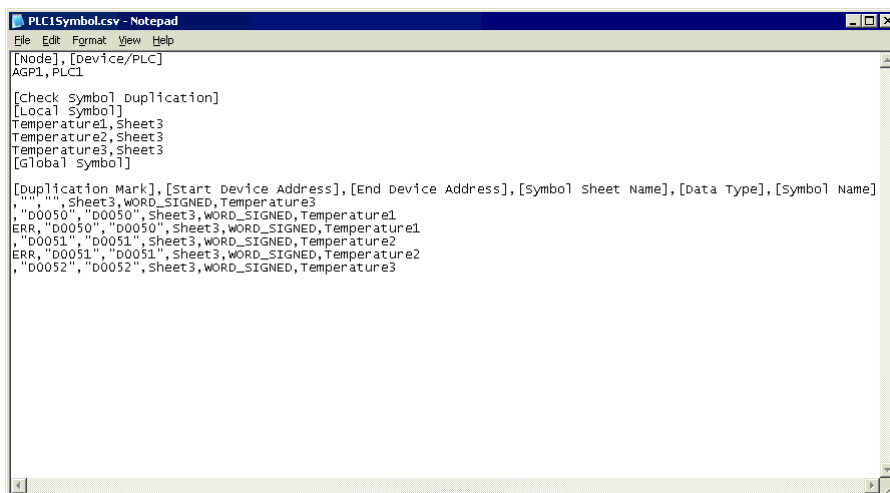 PLC1Symbol.csv - Notepad
File Edit Format View Help
[Node],[Device/PLC]
AGP1,PLC1
[Check Symbol Duplication]
[Local Symbol]
Temperature1,Sheet3
Temperature2,Sheet3
Temperature3,Sheet3
[Global Symbol]
[Duplication Mark],[Start Device Address],[End Device Address],[Symbol Sheet Name],[Data Type],[Symbol Name]
,"","",Sheet3,WORD_SIGNED,Temperature3
,"D0050","D0050",Sheet3,WORD_SIGNED,Temperature1
ERR,"D0050","D0050",Sheet3,WORD_SIGNED,Temperature1
,"D0051","D0051",Sheet3,WORD_SIGNED,Temperature2
ERR,"D0051","D0051",Sheet3,WORD_SIGNED,Temperature2
,"D0052","D0052",Sheet3,WORD_SIGNED,Temperature3